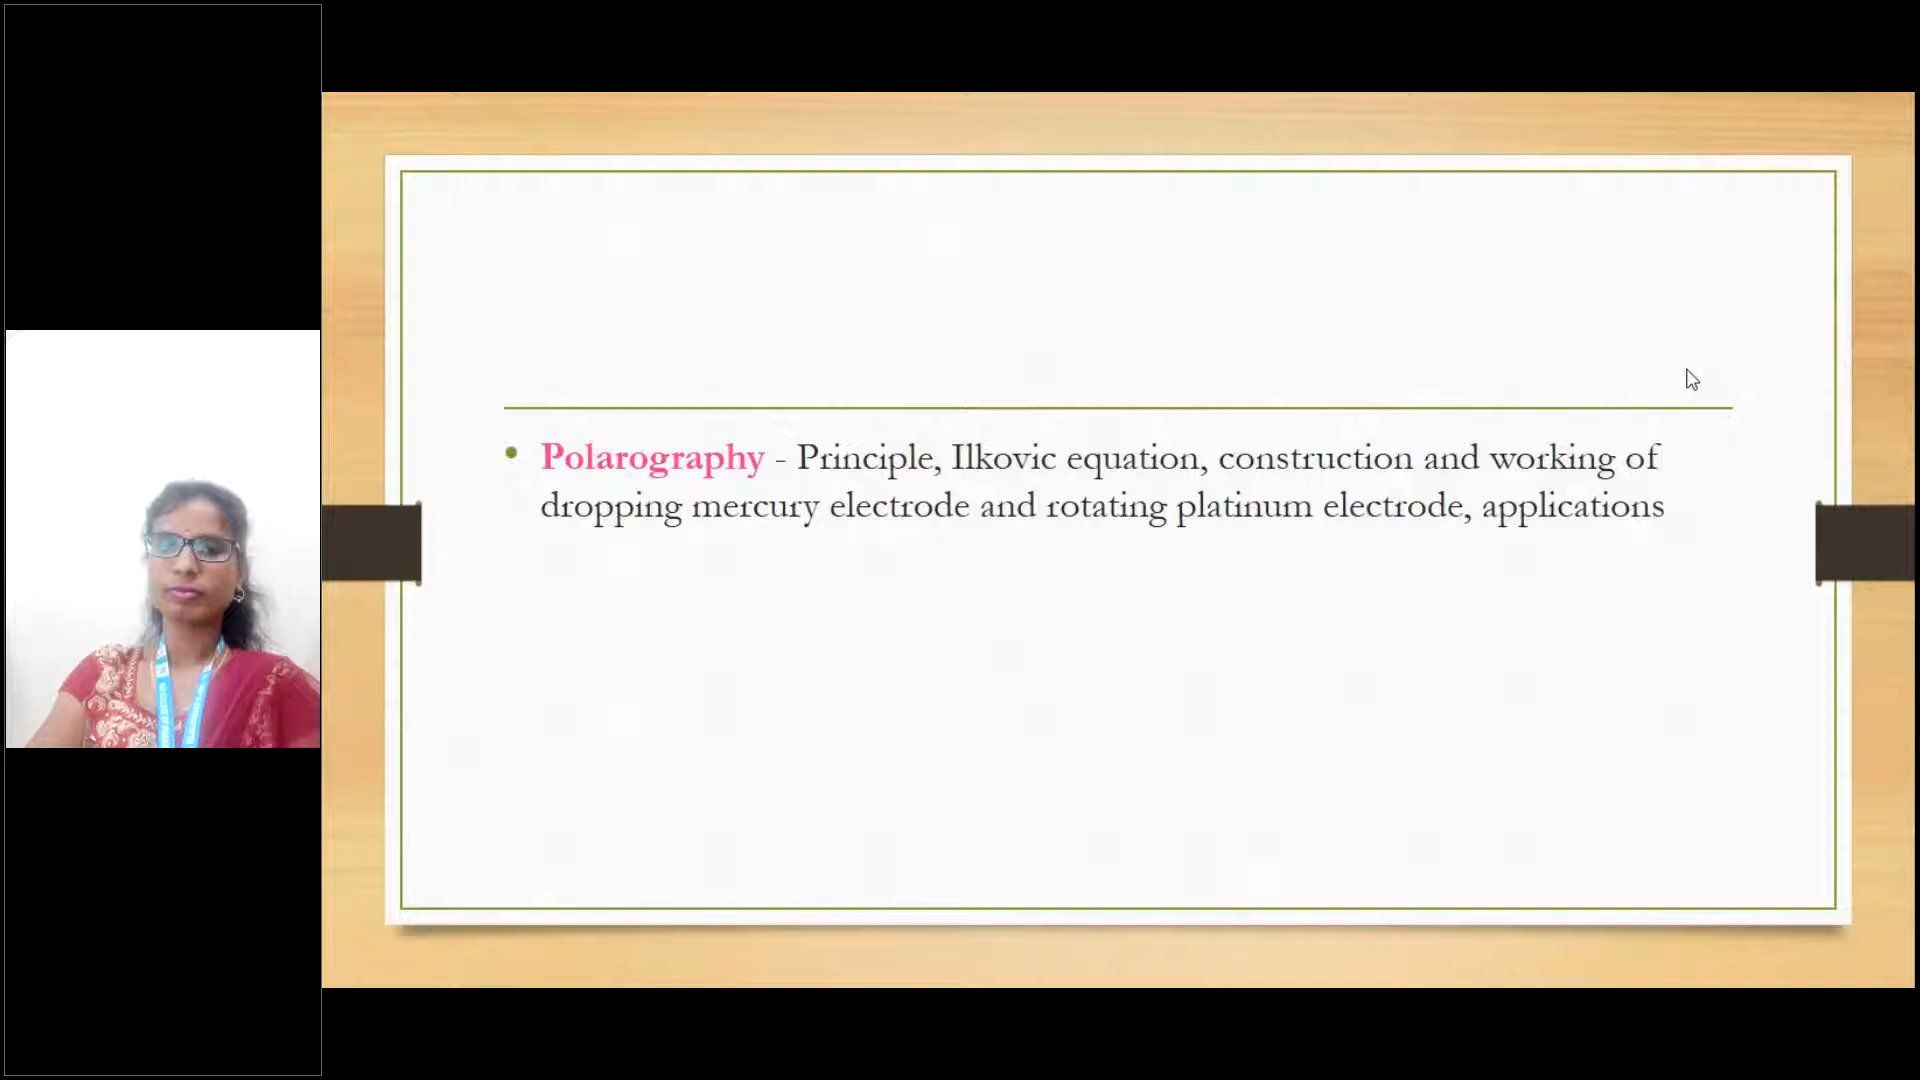 Polarography - Principle, Ilkovic equation, construction and working of
dropping mercury electrode and rotating platinum electrode, applications